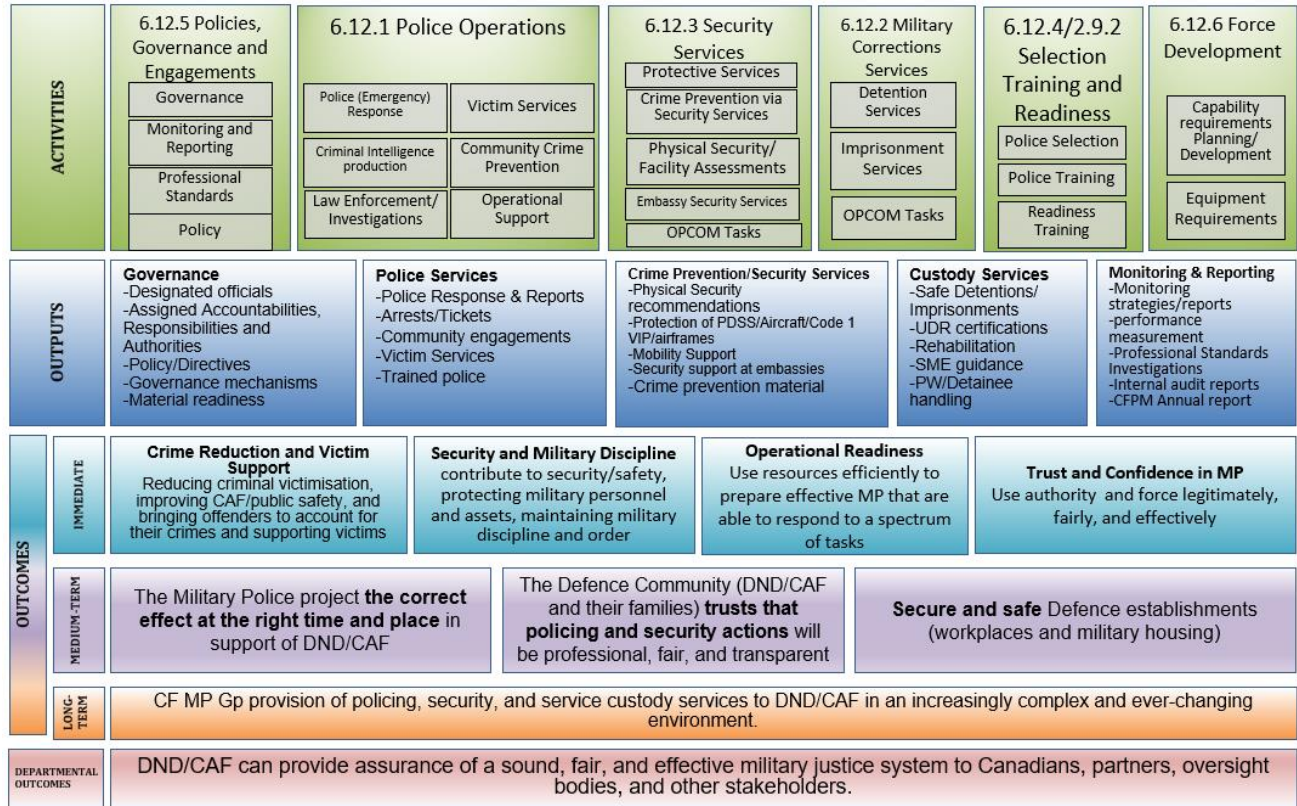 ACTIVITIES
6.12.5 Policies,
Governance and
Engagements
Governance
Monitoring and
Reporting
Professional
Standards
Policy
6.12.1 Police Operations
Police (Emergency)
Response
Victim Services
Criminal Intelligence
production
Community Crime
Prevention
Law Enforcement/
Investigations
Operational
Support
6.12.3 Security
Services
Protective Services
Crime Prevention via
Security Services
Physical Security/
Facility Assessments
Embassy Security Services
OPCOM Tasks
6.12.2 Military
Corrections
Services
Detention
Services
Imprisonment
Services
OPCOM Tasks
6.12.4/2.9.2
Selection
Training and
Readiness
Police Selection
Police Training
Readiness
Training
6.12.6 Force
Development
Capability
requirements
Planning/
Development
Equipment
Requirements
OUTPUTS
Governance
-Designated officials
-Assigned Accountabilities,
Responsibilities and
Authorities
-Policy/Directives
-Governance mechanisms
-Material readiness
Police Services
-Police Response & Reports
-Arrests/Tickets
-Community engagements
-Victim Services
-Trained police
Crime Prevention/Security Services
-Physical Security
recommendations
-Protection of PDSS/Aircraft/Code 1
VIP/airframes
-Mobility Support
-Security support at embassies
-Crime prevention material
Custody Services
-Safe Detentions/
Imprisonments
-UDR certifications
-Rehabilitation
-SME guidance
-PW/Detainee
handling
Monitoring & Reporting
-Monitoring
strategies/reports
-performance
measurement
-Professional Standards
Investigations
-Internal audit reports
-CFPM Annual report
OUTCOMES
IMMEDIATE
Crime Reduction and Victim
Support
Reducing criminal victimisation,
improving CAF/public safety, and
bringing offenders to account for
their crimes and supporting victims
Security and Military Discipline
contribute to security/safety,
protecting military personnel
and assets, maintaining military
discipline and order
Operational Readiness
Use resources efficiently to
prepare effective MP that are
able to respond to a spectrum
of tasks
Trust and Confidence in MP
Use authority and force legitimately,
fairly, and effectively
MEDIUM-TERM
The Military Police project the correct
effect at the right time and place in
support of DND/CAF
The Defence Community (DND/CAF
and their families) trusts that
policing and security actions will
be professional, fair, and transparent
Secure and safe Defence establishments
(workplaces and military housing)
LONG-
TERM
CF MP Gp provision of policing, security, and service custody services to DND/CAF in an increasingly complex and ever-changing
environment.
DEPARTMENTAL
OUTCOMES
DND/CAF can provide assurance of a sound, fair, and effective military justice system to Canadians, partners, oversight
bodies, and other stakeholders.